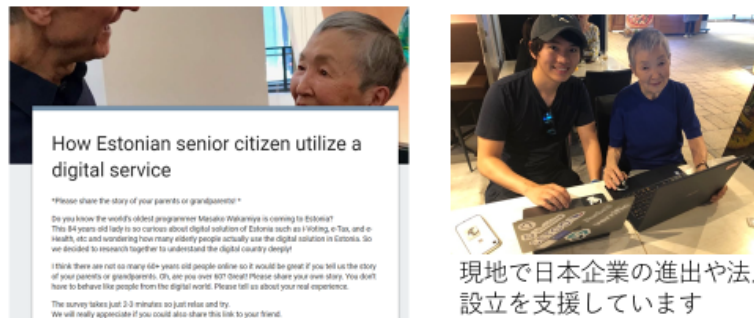 How Estonian senior citizen utilize a
digital service
*Please share the story of your parents or grandparents! *
Do you know the world's oldest programmer Masako Wakamiya is coming to Estonia?
This 84 years old lady is so curious about digital solution of Estonia such as i-Voting, e-Tax, and e-
Health, etc and wondering how many elderly people actually use the digital solution in Estonia. So
we decided to research together to understand the digital country deeply!
I think there are not so many 60+ years old people online so it would be great if you tell us the story
of your parents or grandparents. Oh, are you over 60? Great! Please share your own story. You don't
have to behave like people from the digital world. Please tell us about your real experience.
The survey takes just 2-3 minutes so just relax and try.
We will really appreciate if you could also share this link to your friend.
現地で日本企業の進出や法
設立を支援しています